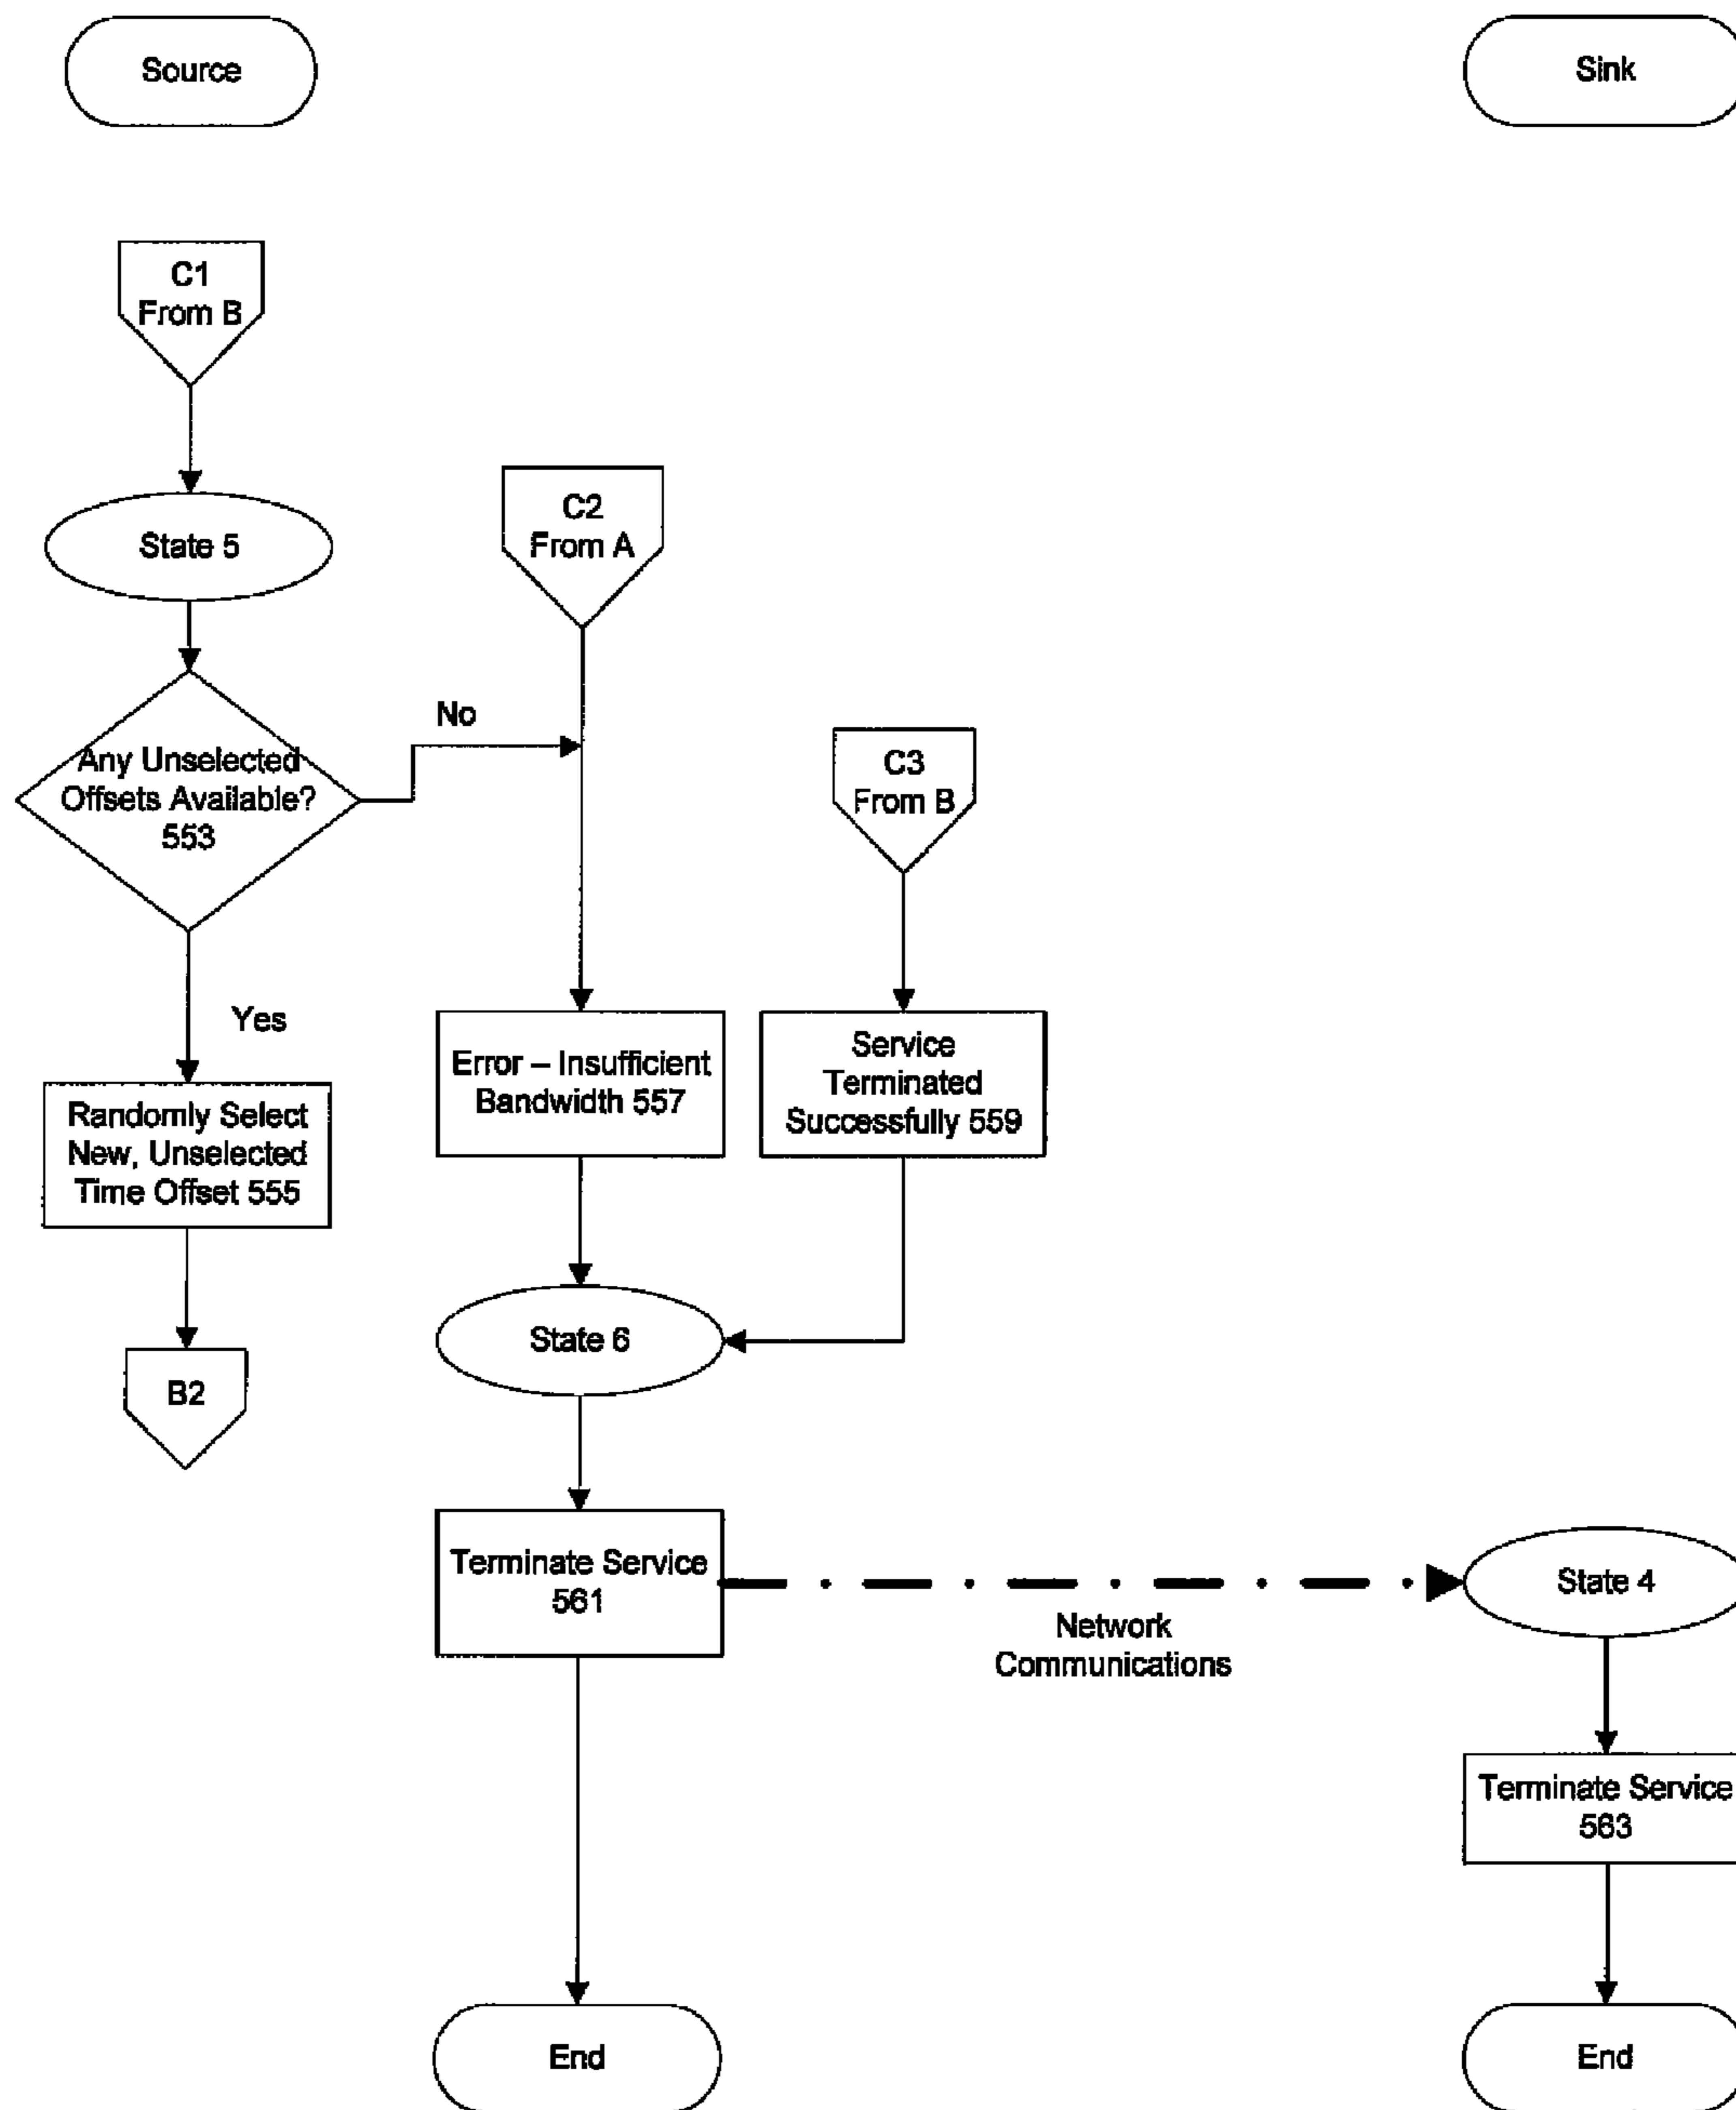 Source
Sink
C1
From B
State 5
C2
From A
No
Any Unselected
Offsets Available?
553
C3
From B
Yes
Error – Insufficient
Bandwidth 557
Service
Terminated
Successfully 559
Randomly Select
New, Unselected
Time Offset 555
State 6
B2
Terminate Service
561
Network
Communications
State 4
Terminate Service
563
End
End